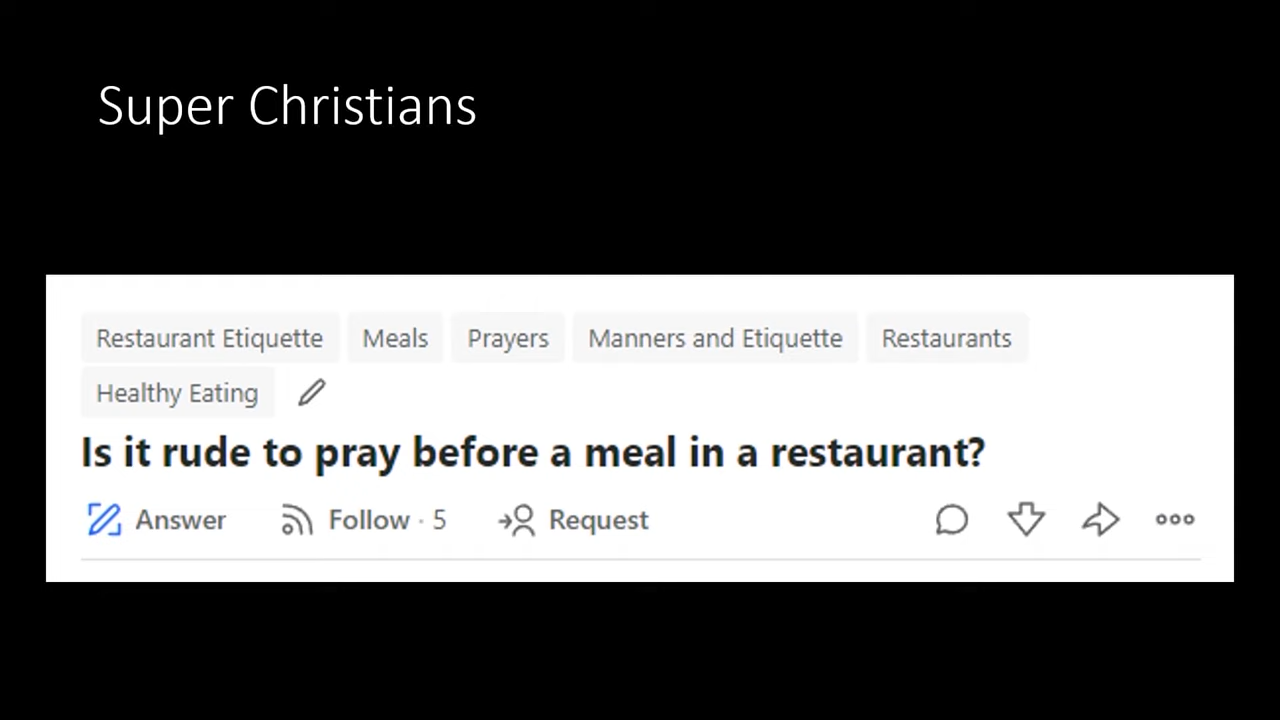 Super Christians
Restaurant Etiquette Meals Prayers Manners and Etiquette Restaurants
Healthy Eating
Is it rude to pray before a meal in a restaurant?
Answer Follow · 5 Request